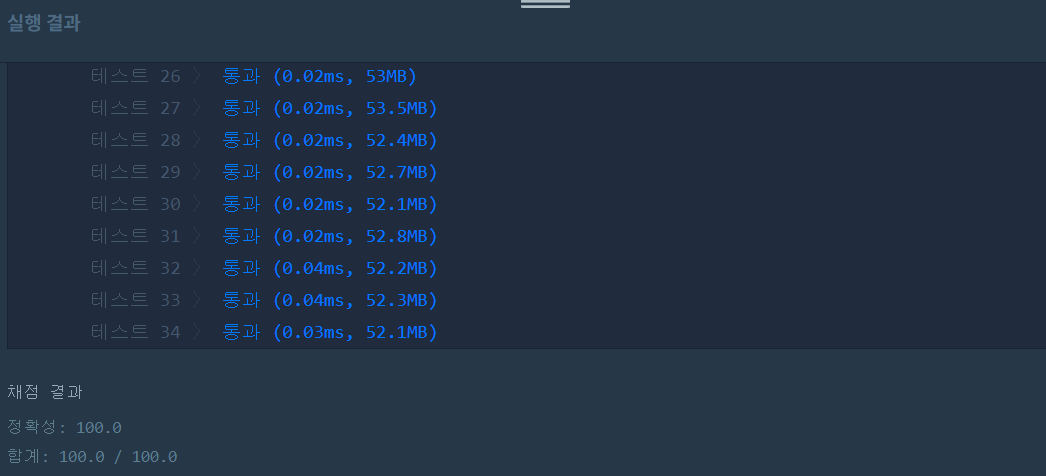 실행 결과
테스트 26 〉 통과 (0.02ms, 53MB)
테스트 27 〉 통과 (0.02ms, 53.5MB)
테스트 28 〉 통과 (0.02ms, 52.4MB)
테스트 29 〉 통과 (0.02ms, 52.7MB)
테스트 30 〉 통과 (0.02ms, 52.1MB)
테스트 31 〉 통과 (0.02ms, 52.8MB)
테스트 32 〉 통과 (0.04ms, 52.2MB)
테스트 33 〉 통과 (0.04ms, 52.3MB)
테스트 34 〉 통과 (0.03ms, 52.1MB)
채점 결과
정확성: 100.0
합계: 100.0 / 100.0